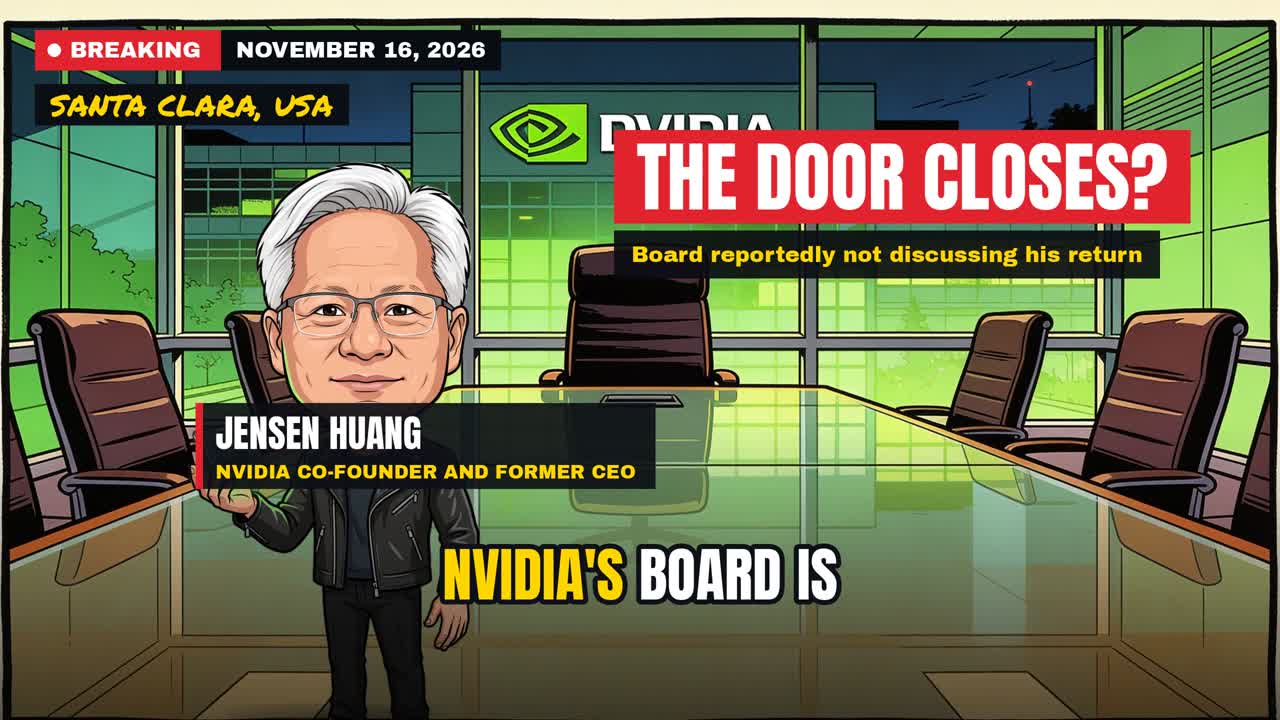 BREAKING NOVEMBER 16, 2026
SANTA CLARA, USA
THE DOOR CLOSES?
Board reportedly not discussing his return
JENSEN HUANG
NVIDIA CO-FOUNDER AND FORMER CEO
NVIDIA'S BOARD IS